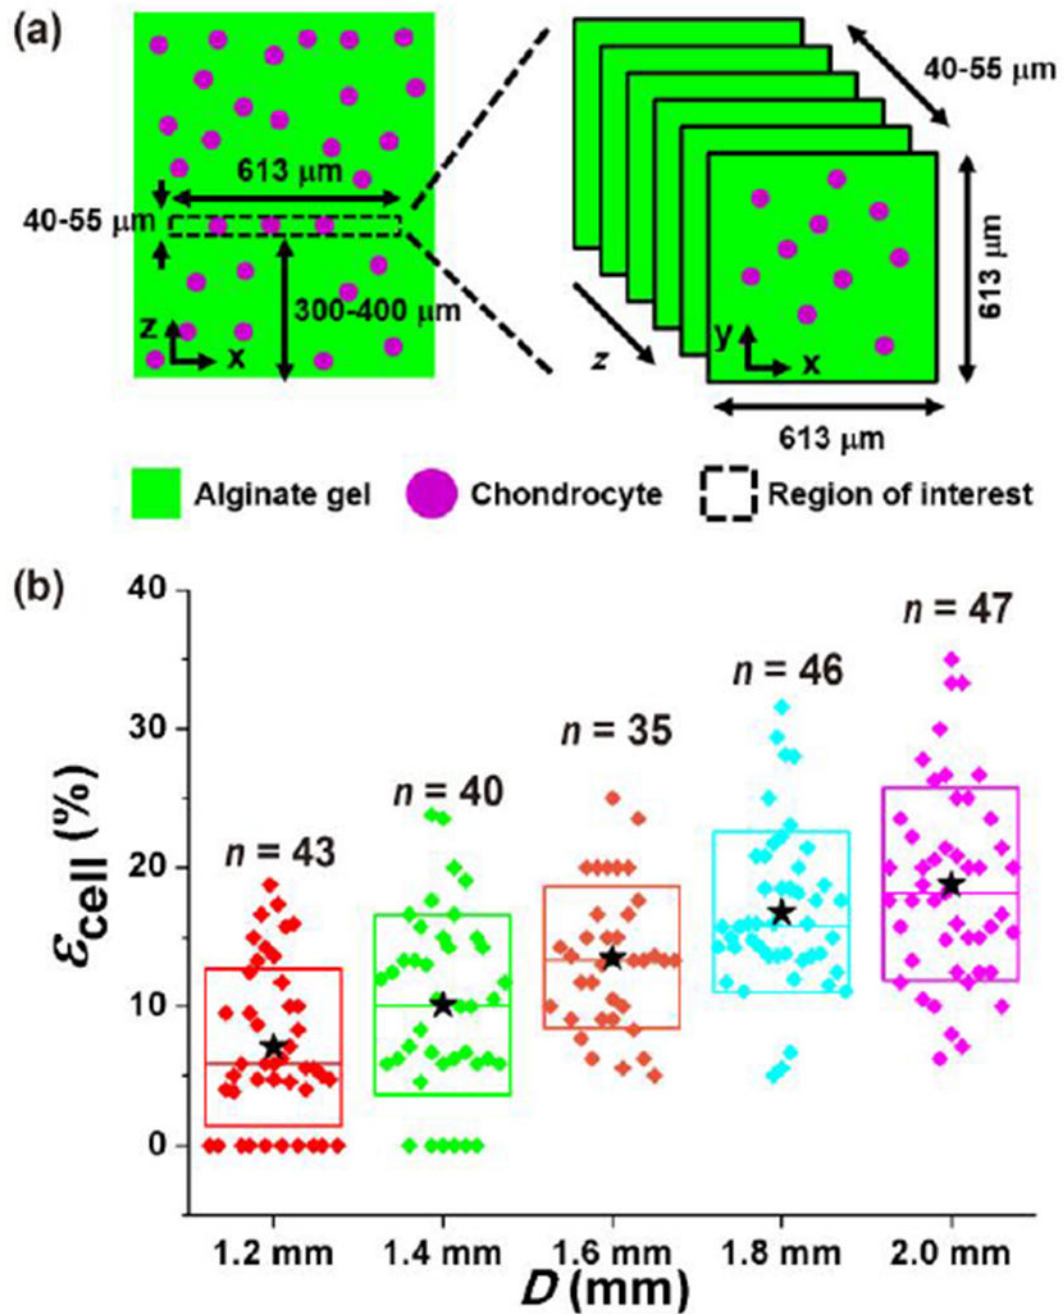 (a)
613 μm
40-55 μm
300-400 μm
z
x
40-55 μm
613 μm
z
y
x
613 μm
Alginate gel
Chondrocyte
Region of interest
(b)
40
30
20
10
0
εcell (%)
n = 43
n = 40
n = 35
n = 46
n = 47
1.2 mm 1.4 mm 1.6 mm 1.8 mm 2.0 mm
D (mm)